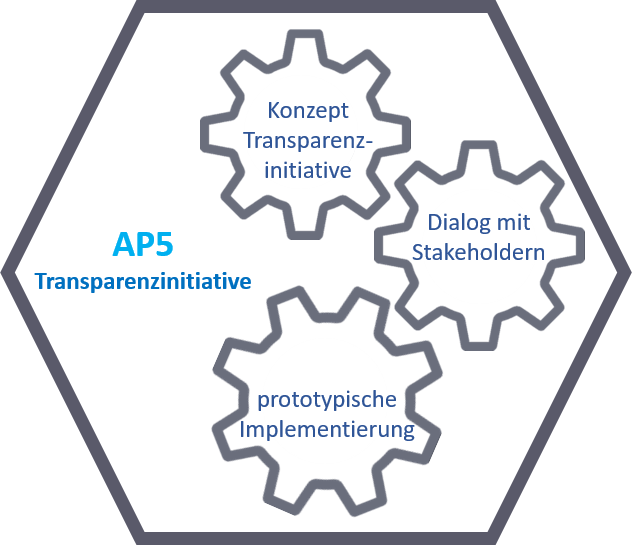 Konzept
Transparenz-
initiative
Dialog mit
Stakeholdern
AP5
Transparenzinitiative
prototypische
Implementierung